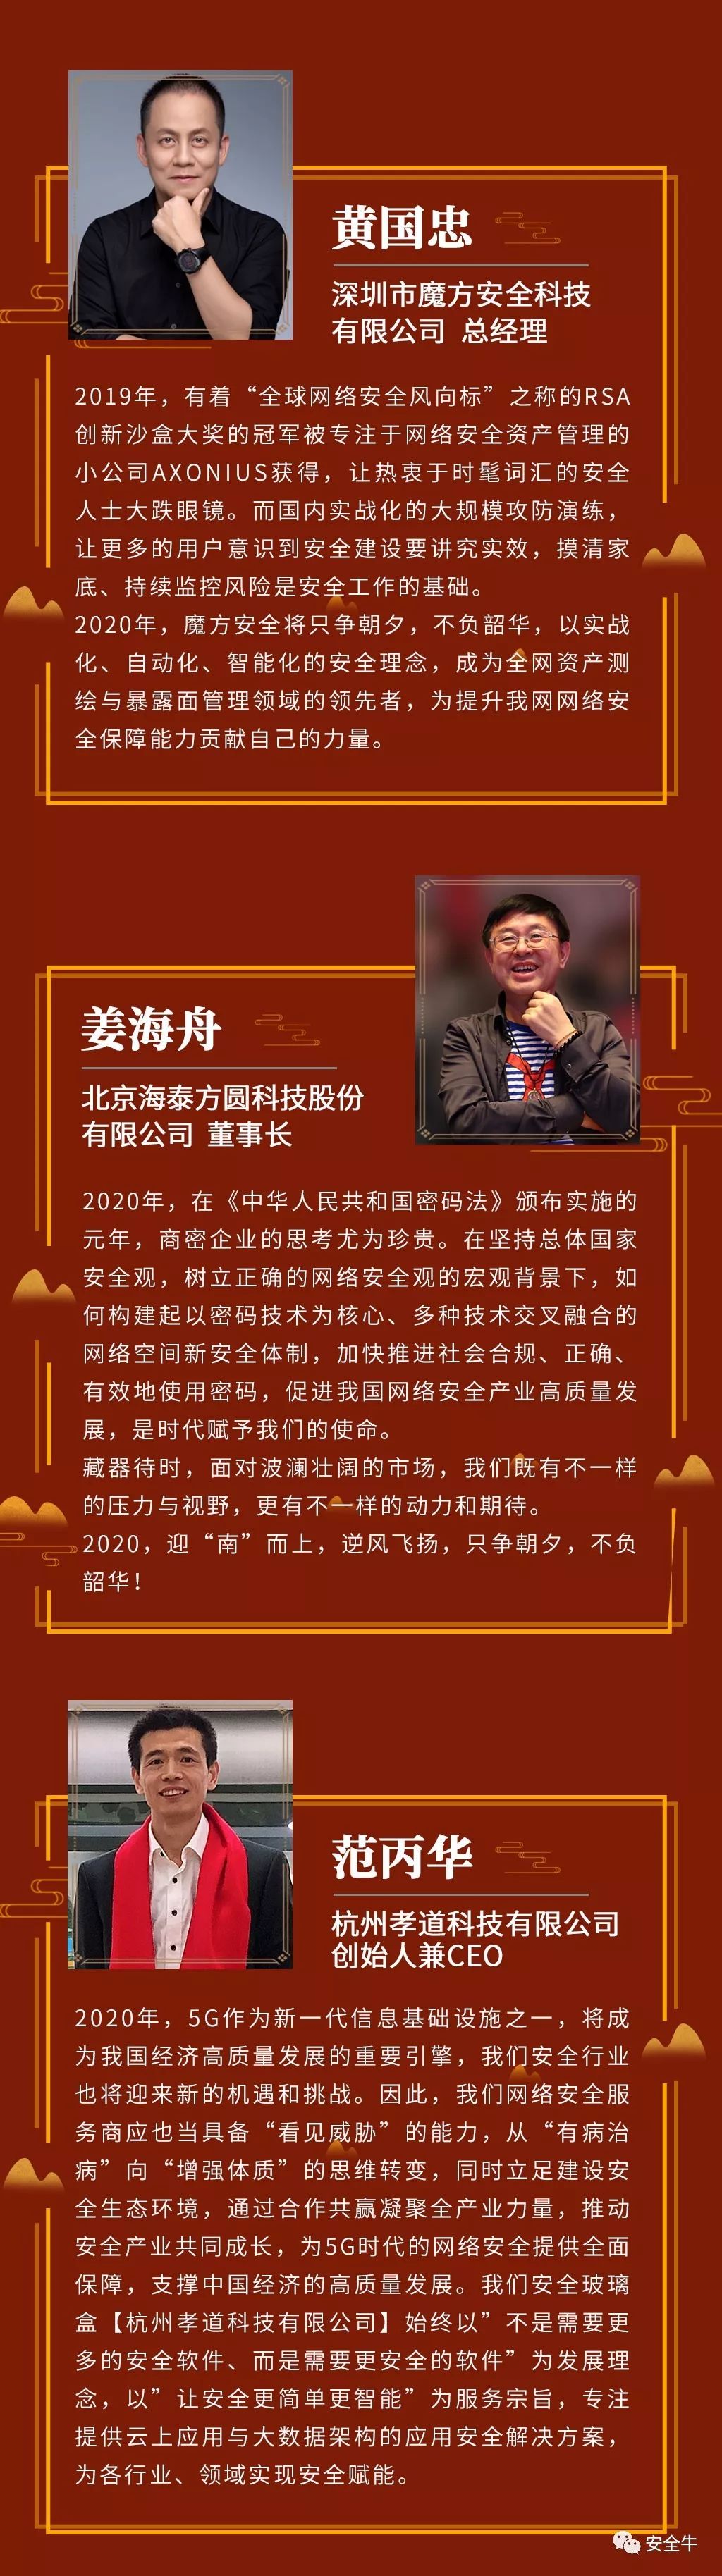 黄国忠
深圳市魔方安全科技
有限公司 总经理
2019年，有着“全球网络安全风向标”之称的RSA
创新沙盒大奖的冠军被专注于网络安全资产管理的
小公司AXONIUS获得，让热衷于时髦词汇的安全
人士大跌眼镜。而国内实战化的大规模攻防演练，
让更多的用户意识到安全建设要讲究实效，摸清家
底、持续监控风险是安全工作的基础。
2020年，魔方安全将只争朝夕，不负韶华，以实战
化、自动化、智能化的安全理念，成为全网资产测
绘与暴露面管理领域的领先者，为提升我网网络安
全保障能力贡献自己的力量。
姜海舟
北京海泰方圆科技股份
有限公司 董事长
2020年，在《中华人民共和国密码法》颁布实施的
元年，商密企业的思考尤为珍贵。在坚持总体国家
安全观，树立正确的网络安全观的宏观背景下，如
何构建起以密码技术为核心、多种技术交叉融合的
网络空间新安全体制，加快推进社会合规、正确、
有效地使用密码，促进我国网络安全产业高质量发
展，是时代赋予我们的使命。
藏器待时，面对波澜壮阔的市场，我们既有不一样
的压力与视野，更有不一样的动力和期待。
2020，迎“南”而上，逆风飞扬，只争朝夕，不负
韶华！
范丙华
杭州孝道科技有限公司
创始人兼CEO
2020年，5G作为新一代信息基础设施之一，将成
为我国经济高质量发展的重要引擎，我们安全行业
也将迎来新的机遇和挑战。因此，我们网络安全服
务商应也当具备“看见威胁”的能力，从“有病治
病”向“增强体质”的思维转变，同时立足建设安
全生态环境，通过合作共赢凝聚全产业力量，推动
安全产业共同成长，为5G时代的网络安全提供全面
保障，支撑中国经济的高质量发展。我们安全玻璃
盒【杭州孝道科技有限公司】始终以”不是需要更
多的安全软件、而是需要更安全的软件”为发展理
念，以”让安全更简单更智能”为服务宗旨，专注
提供云上应用与大数据架构的应用安全解决方案，
为各行业、领域实现安全赋能。
安全牛